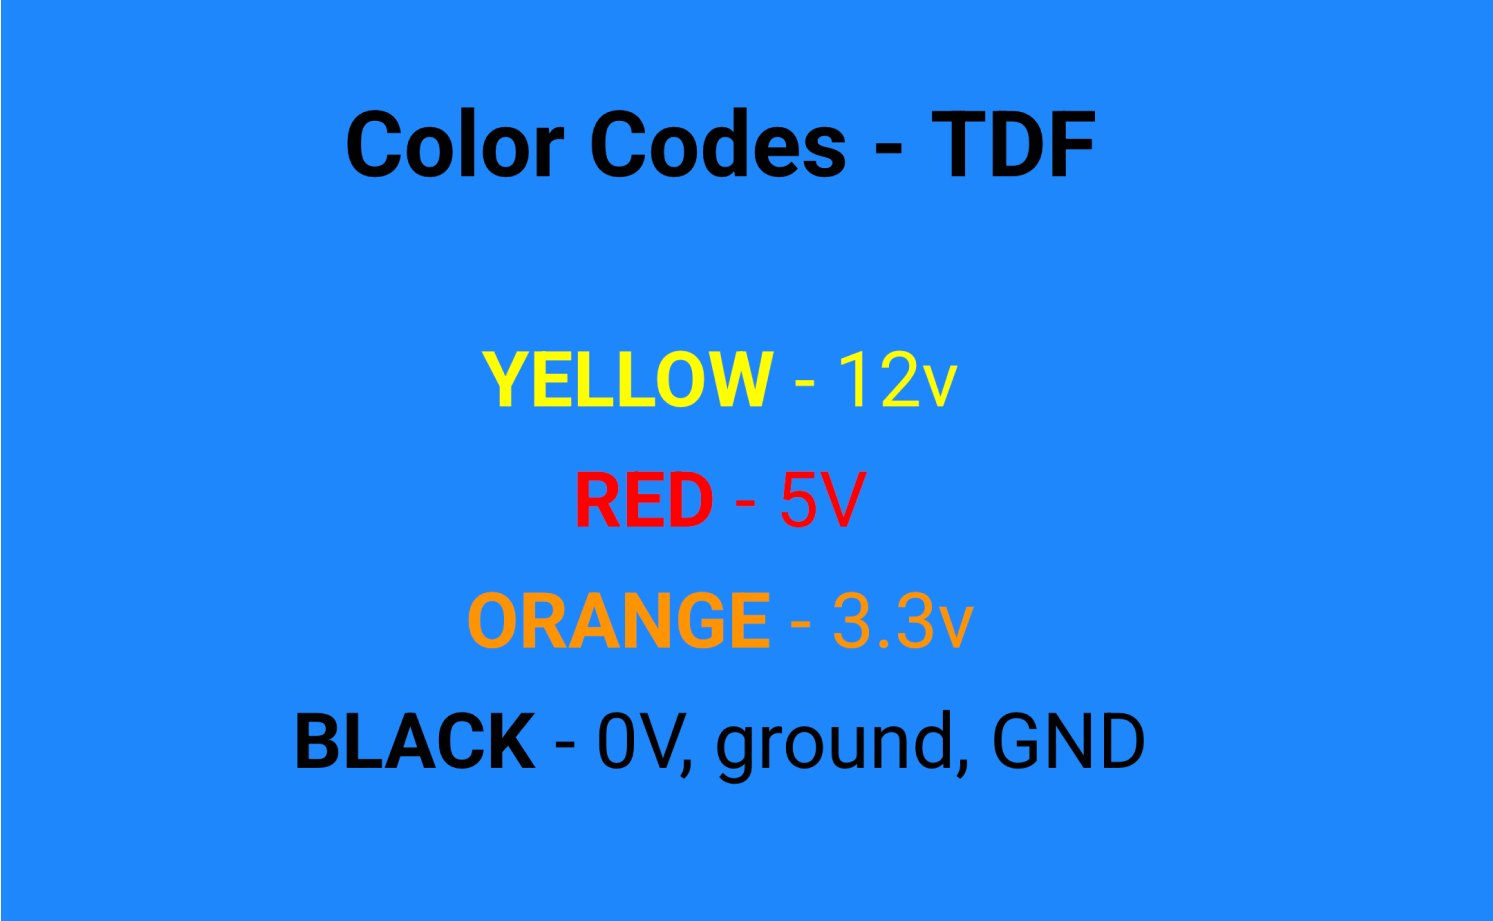 Color Codes - TDF
YELLOW - 12v
RED - 5V
ORANGE - 3.3v
BLACK - 0V, ground, GND